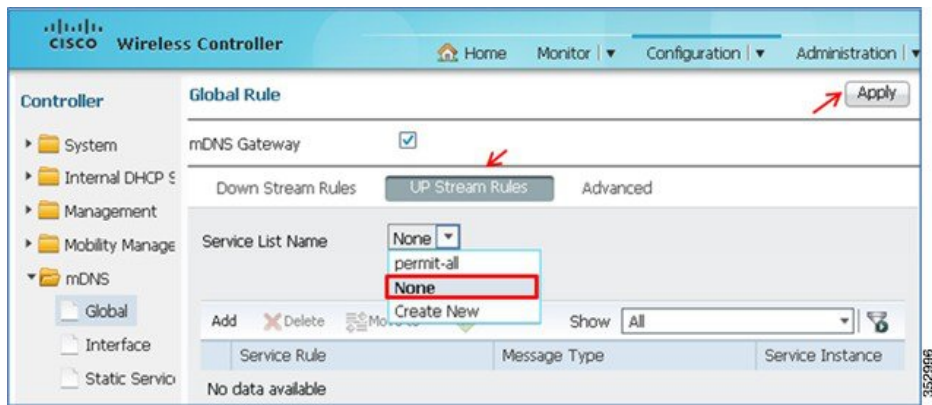 CISCO Wireless Controller
Home Monitor Configuration Administration
Controller
Global Rule
Apply
System
mDNS Gateway
Internal DHCP S
Management
Mobility Manage
mDNS
Global
Interface
Static Servic
Down Stream Rules UP Stream Rules Advanced
Service List Name None
permit-all
None
Create New
Add Delete Show All
Service Rule Message Type Service Instance
No data available
352996